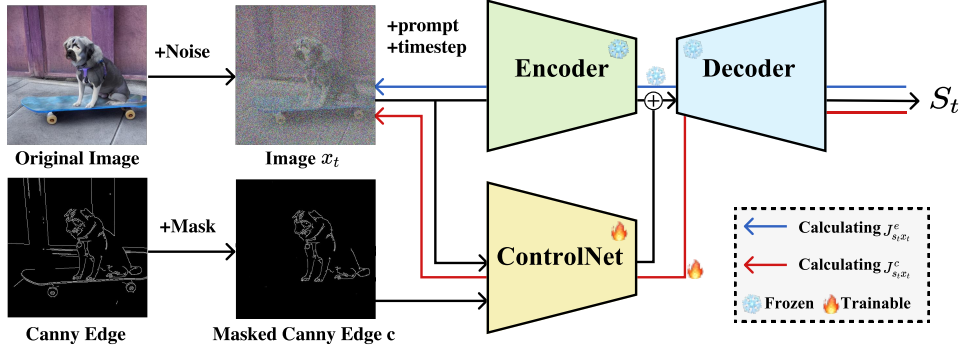 +Noise
+prompt
+timestep
Encoder
Decoder
S_t
Original Image
Image x_t
+Mask
ControlNet
Calculating J^e_{s_t x_t}
Calculating J^c_{s_t x_t}
Frozen Trainable
Canny Edge
Masked Canny Edge c